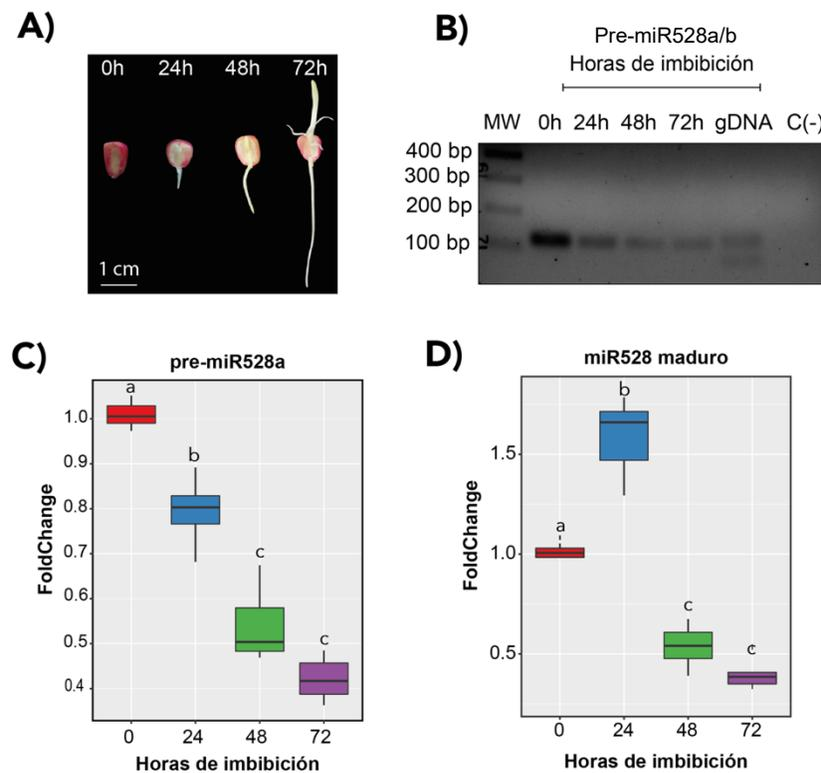 A)
0h 24h 48h 72h
1 cm
B)
Pre-miR528a/b
Horas de imbibición
MW 0h 24h 48h 72h gDNA C(-)
400 bp
300 bp
200 bp
100 bp
C)
pre-miR528a
FoldChange
1.0
0.9
0.8
0.7
0.6
0.5
0.4
a
b
c
c
0 24 48 72
Horas de imbibición
D)
miR528 maduro
FoldChange
1.5
1.0
0.5
a
b
c
c
0 24 48 72
Horas de imbibición